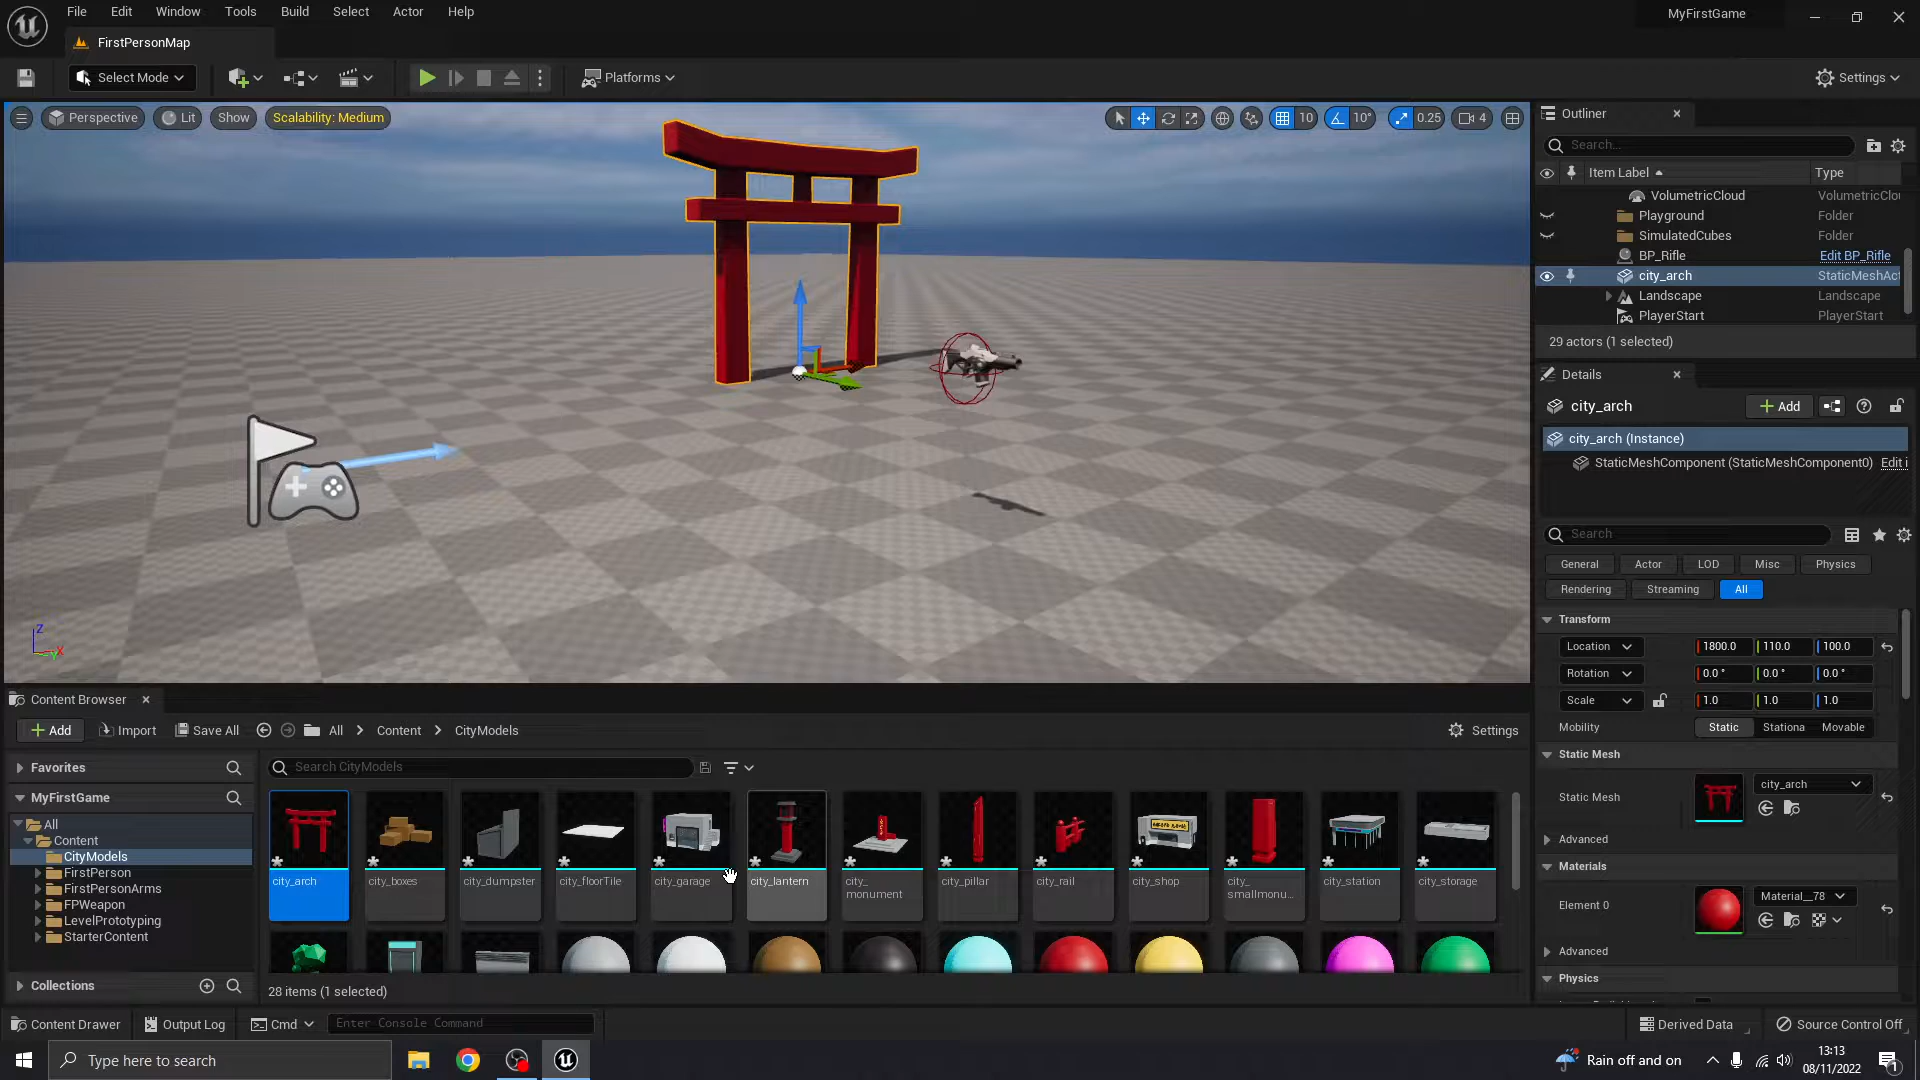 File Edit Window Tools Build Select Actor Help
MyFirstGame
FirstPersonMap
Select Mode
Platforms
Settings
Perspective Lit Show Scalability: Medium
10 10° 0.25 4
Outliner
Search...
Item Label Type
VolumetricCloud VolumetricClo
Playground Folder
SimulatedCubes Folder
BP_Rifle Edit BP_Rifle
city_arch StaticMeshAct
Landscape Landscape
PlayerStart PlayerStart
29 actors (1 selected)
Details
city_arch Add
city_arch (Instance)
StaticMeshComponent (StaticMeshComponent0) Edit i
Search
General Actor LOD Misc Physics
Rendering Streaming All
Transform
Location 1800.0 110.0 100.0
Rotation 0.0 ° 0.0 ° 0.0 °
Scale 1.0 1.0 1.0
Mobility Static Stationa Movable
Static Mesh
Static Mesh city_arch
Advanced
Materials
Element 0 Material__78
Advanced
Physics
Z
X
Content Browser
Add Import Save All All Content CityModels Settings
Favorites
Search CityModels
MyFirstGame
All
Content
CityModels
FirstPerson
FirstPersonArms
FPWeapon
LevelPrototyping
StarterContent
Collections
city_arch city_boxes city_dumpster city_floorTile city_garage city_lantern city_ monument city_pillar city_rail city_shop city_ smallmonu... city_station city_storage
28 items (1 selected)
Content Drawer Output Log Cmd Enter Console Command Derived Data Source Control Off
Type here to search
Rain off and on
13:13
08/11/2022
1